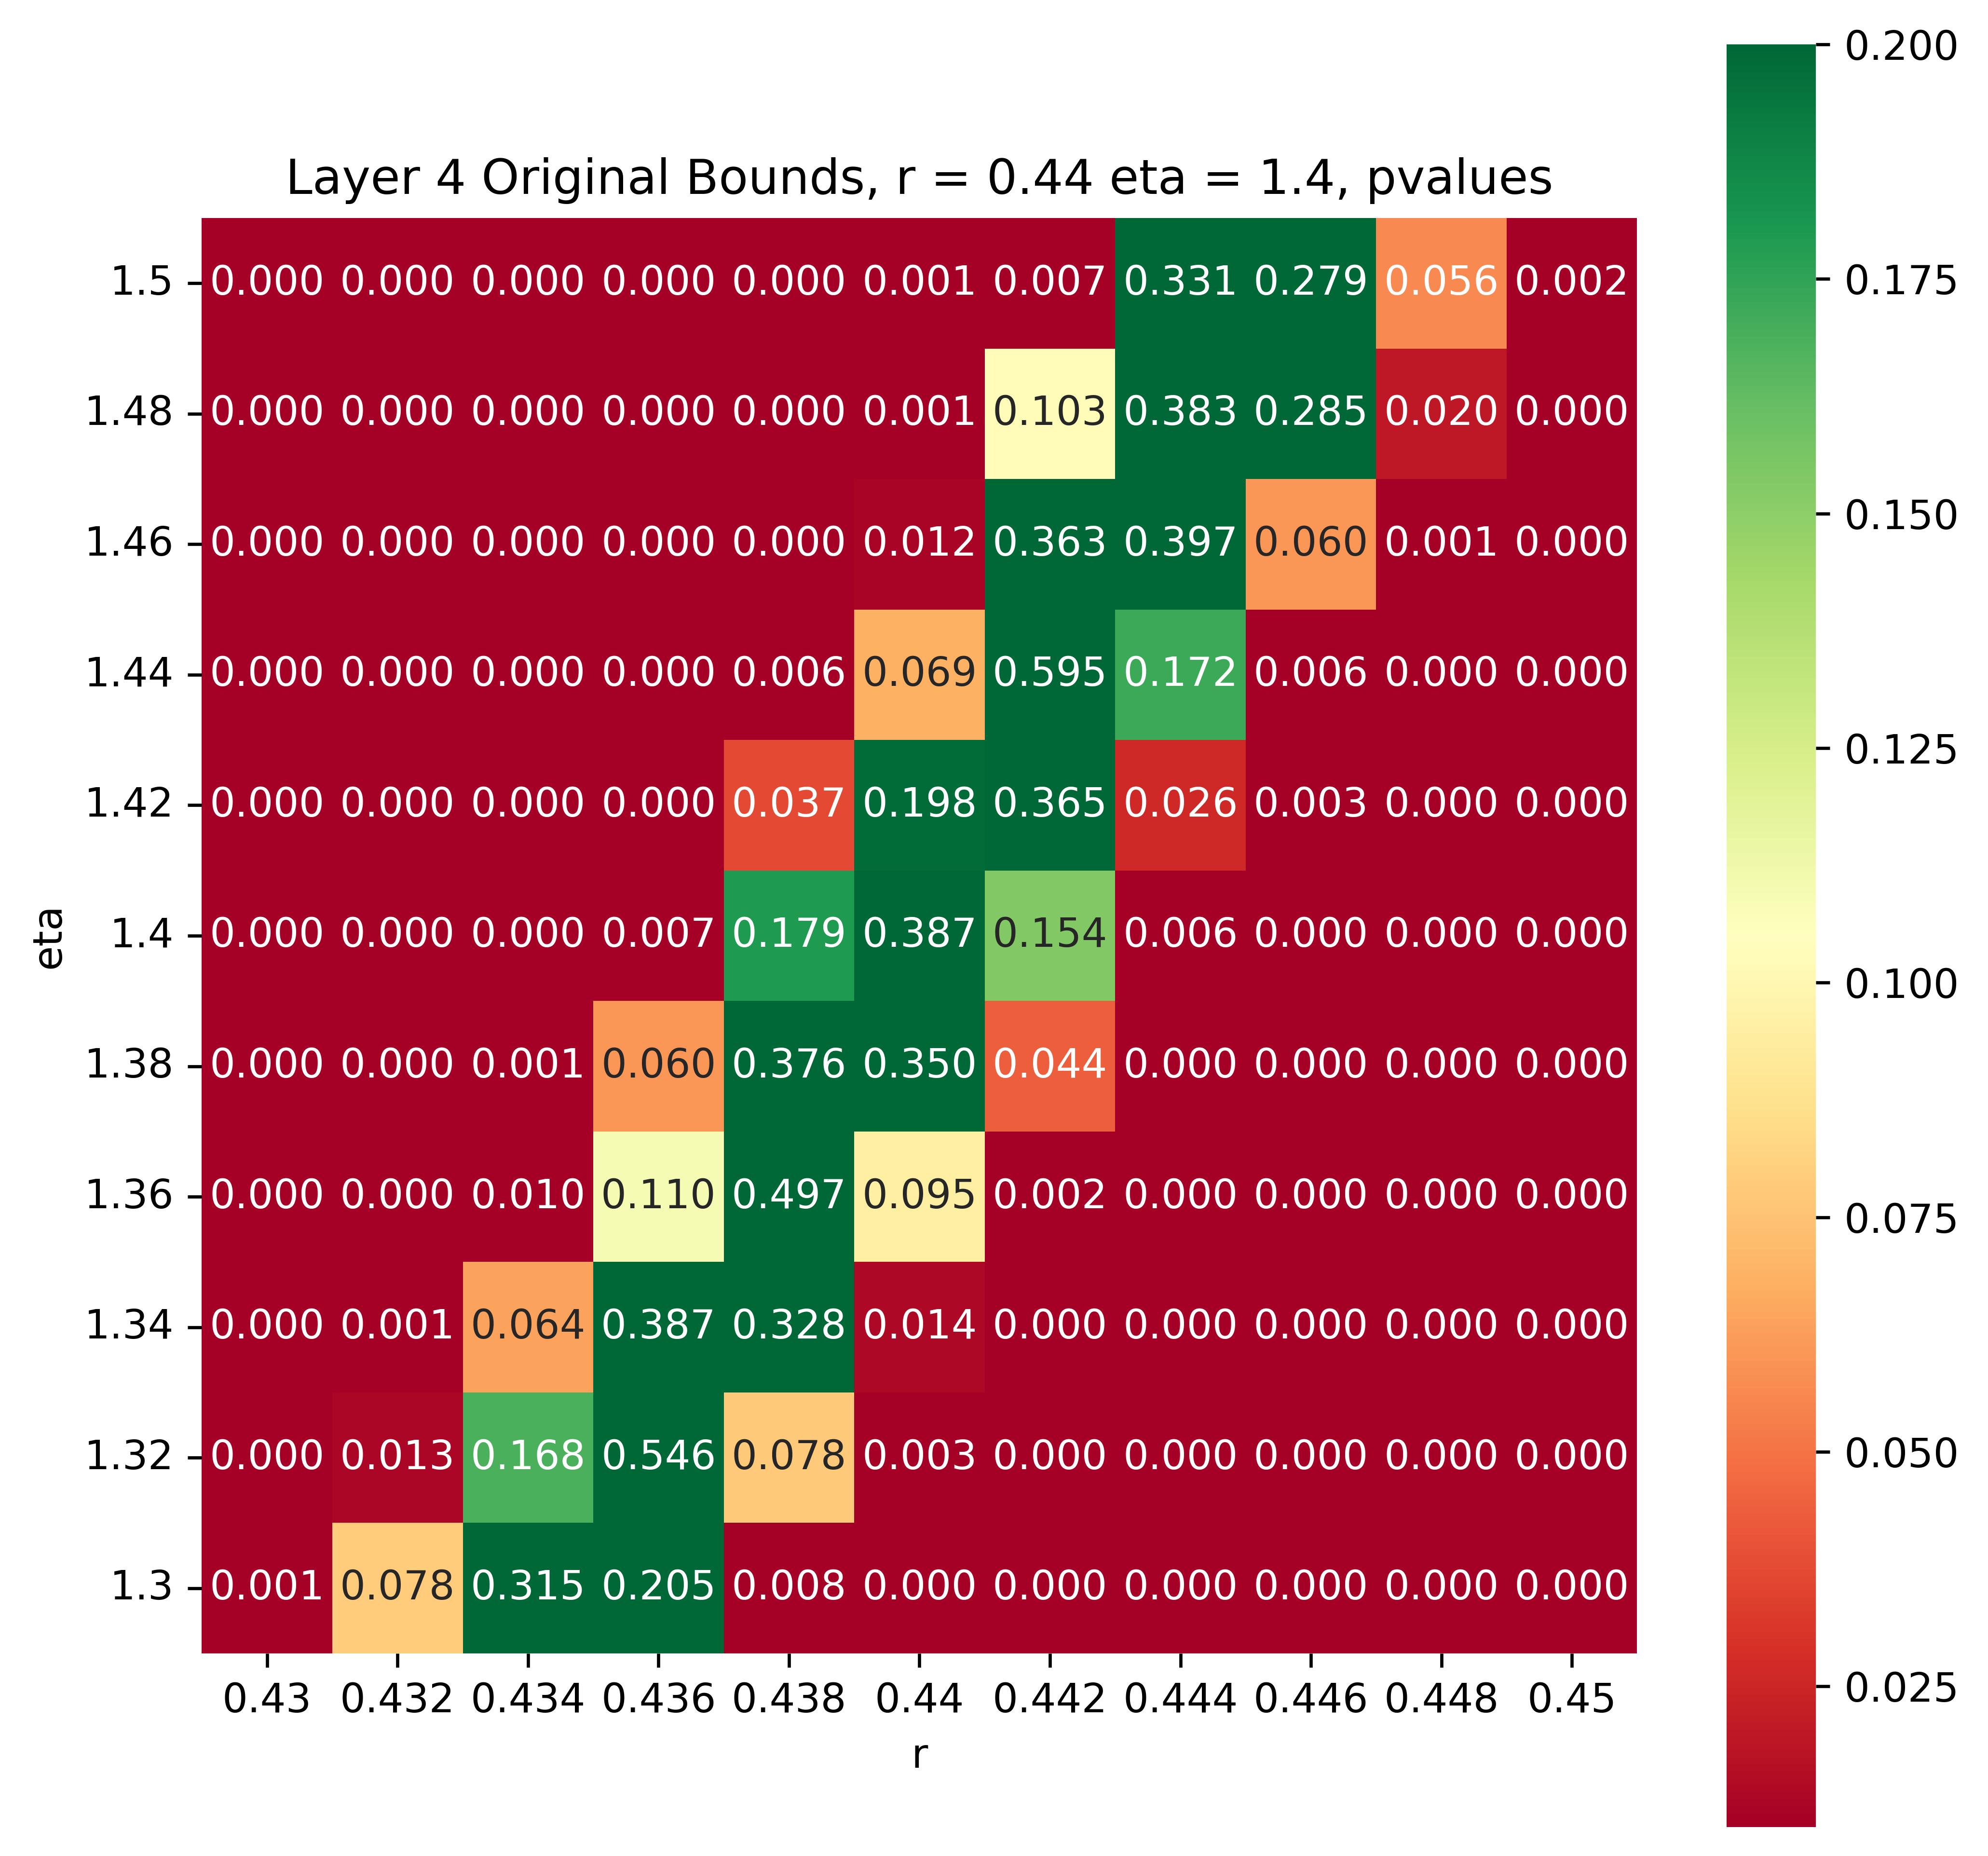 Layer 4 Original Bounds, r = 0.44 eta = 1.4, pvalues
1.5 0.000 0.000 0.000 0.000 0.000 0.001 0.007 0.331 0.279 0.056 0.002
1.48 0.000 0.000 0.000 0.000 0.000 0.001 0.103 0.383 0.285 0.020 0.000
1.46 0.000 0.000 0.000 0.000 0.000 0.012 0.363 0.397 0.060 0.001 0.000
1.44 0.000 0.000 0.000 0.000 0.006 0.069 0.595 0.172 0.006 0.000 0.000
1.42 0.000 0.000 0.000 0.000 0.037 0.198 0.365 0.026 0.003 0.000 0.000
1.4 0.000 0.000 0.000 0.007 0.179 0.387 0.154 0.006 0.000 0.000 0.000
1.38 0.000 0.000 0.001 0.060 0.376 0.350 0.044 0.000 0.000 0.000 0.000
1.36 0.000 0.000 0.010 0.110 0.497 0.095 0.002 0.000 0.000 0.000 0.000
1.34 0.000 0.001 0.064 0.387 0.328 0.014 0.000 0.000 0.000 0.000 0.000
1.32 0.000 0.013 0.168 0.546 0.078 0.003 0.000 0.000 0.000 0.000 0.000
1.3 0.001 0.078 0.315 0.205 0.008 0.000 0.000 0.000 0.000 0.000 0.000
0.43 0.432 0.434 0.436 0.438 0.44 0.442 0.444 0.446 0.448 0.45
r
eta
0.200
0.175
0.150
0.125
0.100
0.075
0.050
0.025